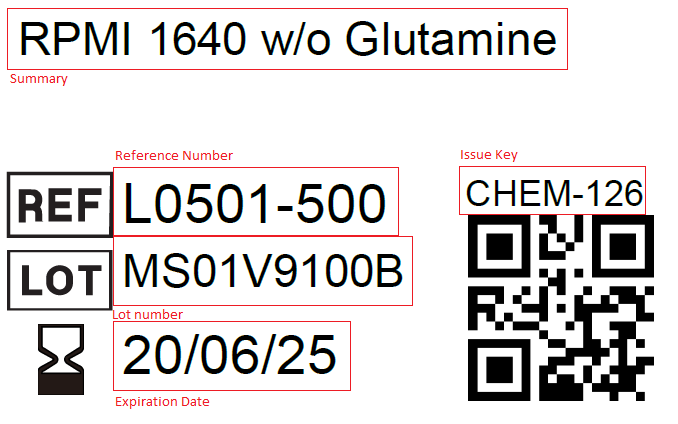 RPMI 1640 w/o Glutamine
Summary
Reference Number
Issue Key
REF L0501-500
CHEM-126
LOT MS01V9100B
Lot number
20/06/25
Expiration Date